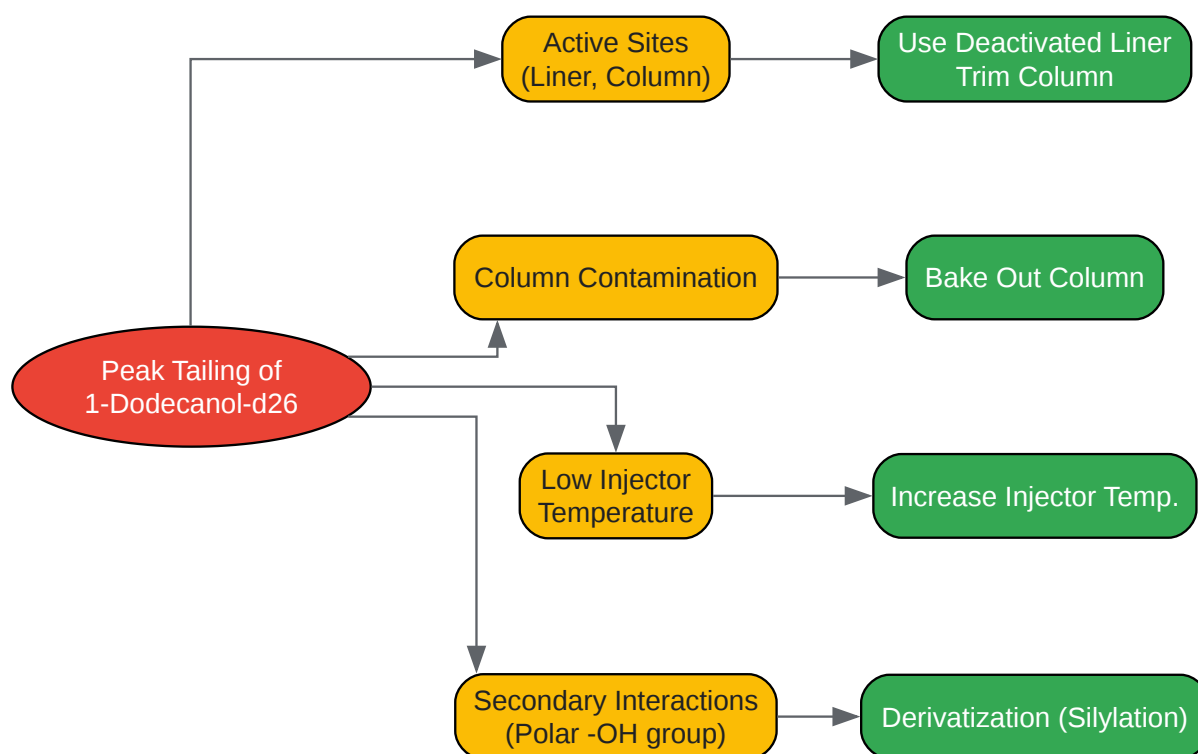 Active Sites
(Liner, Column)
Use Deactivated Liner
Trim Column
Column Contamination
Bake Out Column
Peak Tailing of
1-Dodecanol-d26
Low Injector
Temperature
Increase Injector Temp.
Secondary Interactions
(Polar -OH group)
Derivatization (Silylation)